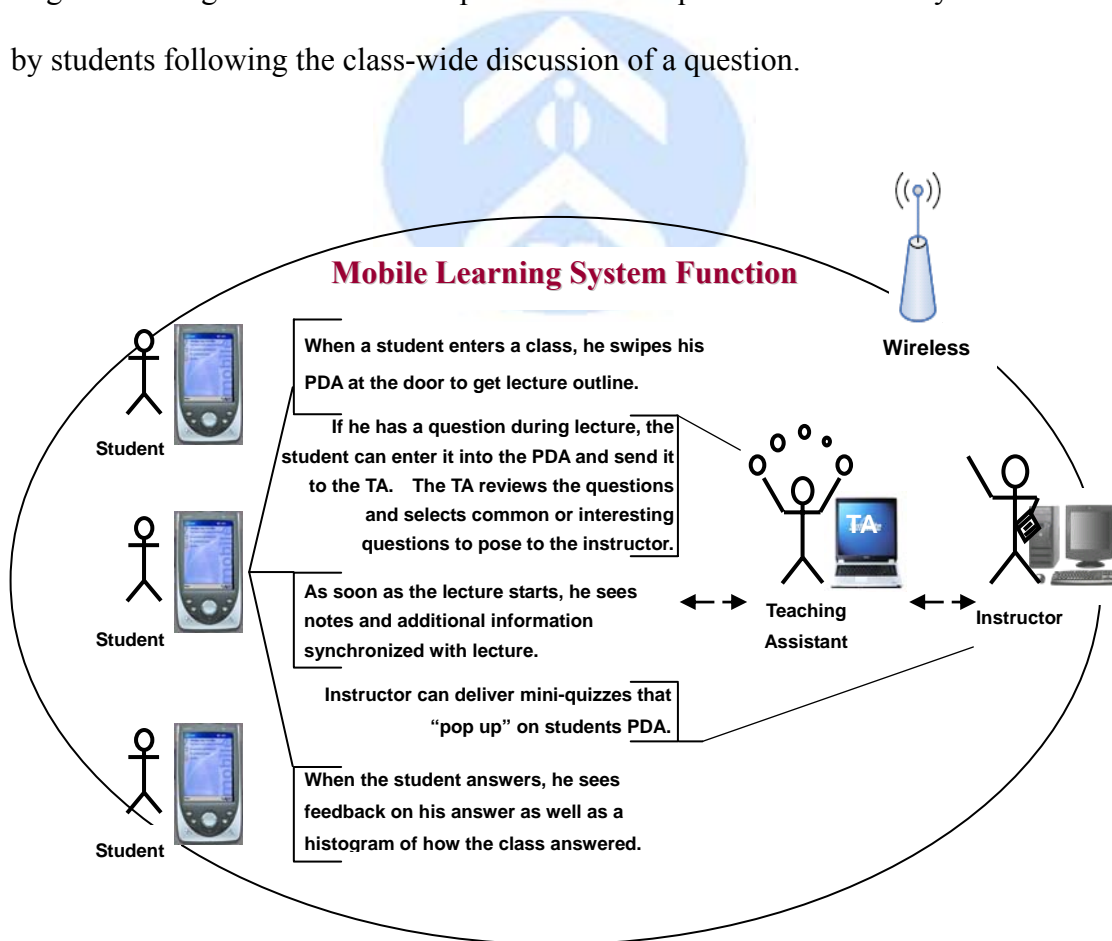 by students following the class-wide discussion of a question.
Mobile Learning System Function
Wireless
When a student enters a class, he swipes his
PDA at the door to get lecture outline.
Student
If he has a question during lecture, the
student can enter it into the PDA and send it
to the TA. The TA reviews the questions
and selects common or interesting
questions to pose to the instructor.
TA
Student
As soon as the lecture starts, he sees
notes and additional information
synchronized with lecture.
Teaching
Assistant
Instructor
Instructor can deliver mini-quizzes that
“pop up” on students PDA.
Student
When the student answers, he sees
feedback on his answer as well as a
histogram of how the class answered.